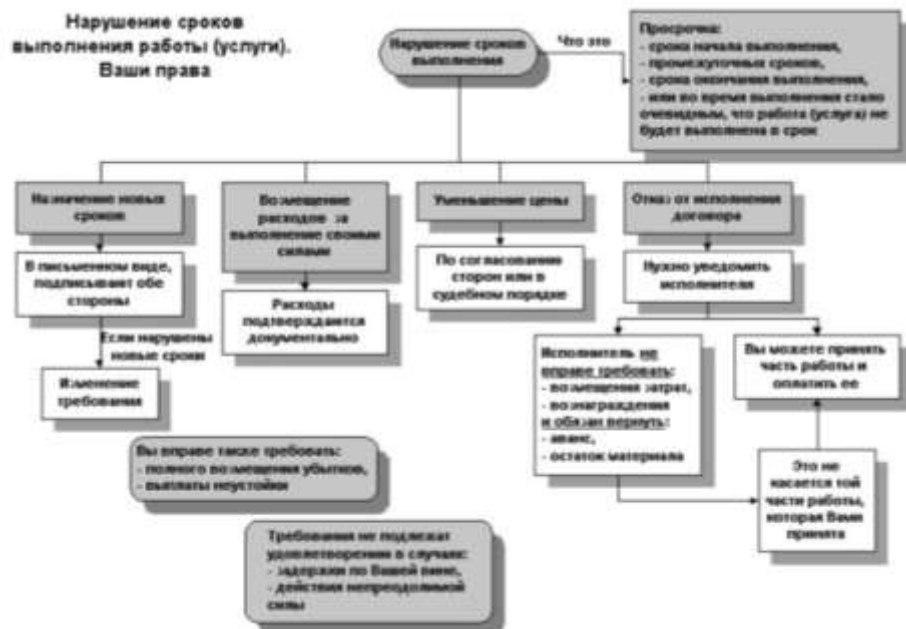 Нарушение сроков
выполнения работы (услуги).
Ваши права
Нарушение сроков
выполнения
Что это
Просрочка:
- срока начала выполнения,
- промежуточных сроков,
- срока окончания выполнения,
- или во время выполнения стало
очевидным, что работа (услуга) не
будет выполнена в срок
Назначение новых
сроков
Возмещение
расходов за
выполнение своими
силами
Уменьшение цены
Отказ от исполнения
договора
В письменном виде,
подписывают обе
стороны
Расходы
подтверждаются
документально
По согласованию
сторон или в
судебном порядке
Нужно уведомить
исполнителя
Если нарушены
новые сроки
Изменение
требования
Исполнитель не
вправе требовать:
- возмещения затрат,
- вознаграждения
и обязан вернуть:
- аванс,
- остаток материала
Вы можете принять
часть работы и
оплатить ее
Это не
касается той
части работы,
которая Вами
принята
Вы вправе также требовать:
- полного возмещения убытков,
- выплаты неустойки
Требования не подлежат
удовлетворении в случаях:
- задержки по Вашей вине,
- действия непреодолимой
силы